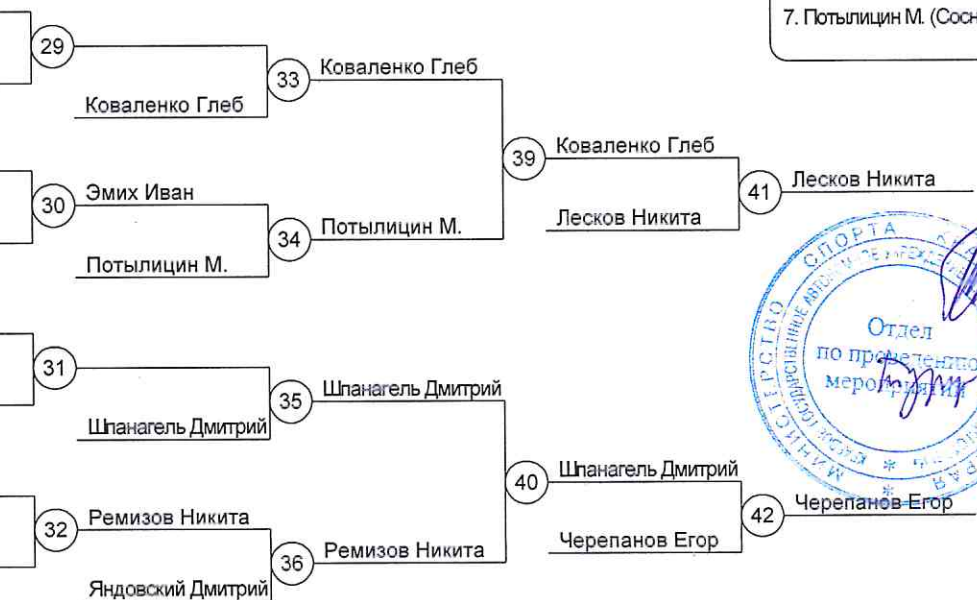 7. Потылицин М. (Сосн
29
Коваленко Глеб
33
Коваленко Глеб
30
Эмих Иван
Потылицин М.
34
Потылицин М.
39
Коваленко Глеб
Лесков Никита
41
Лесков Никита
31
Шпанагель Дмитрий
35
Шпанагель Дмитрий
32
Ремизов Никита
Яндовский Дмитрий
36
Ремизов Никита
40
Шпанагель Дмитрий
Черепанов Егор
42
Черепанов Егор
МИНИСТЕРСТВО СПОРТА
Отдел
по проведению
мероприятий